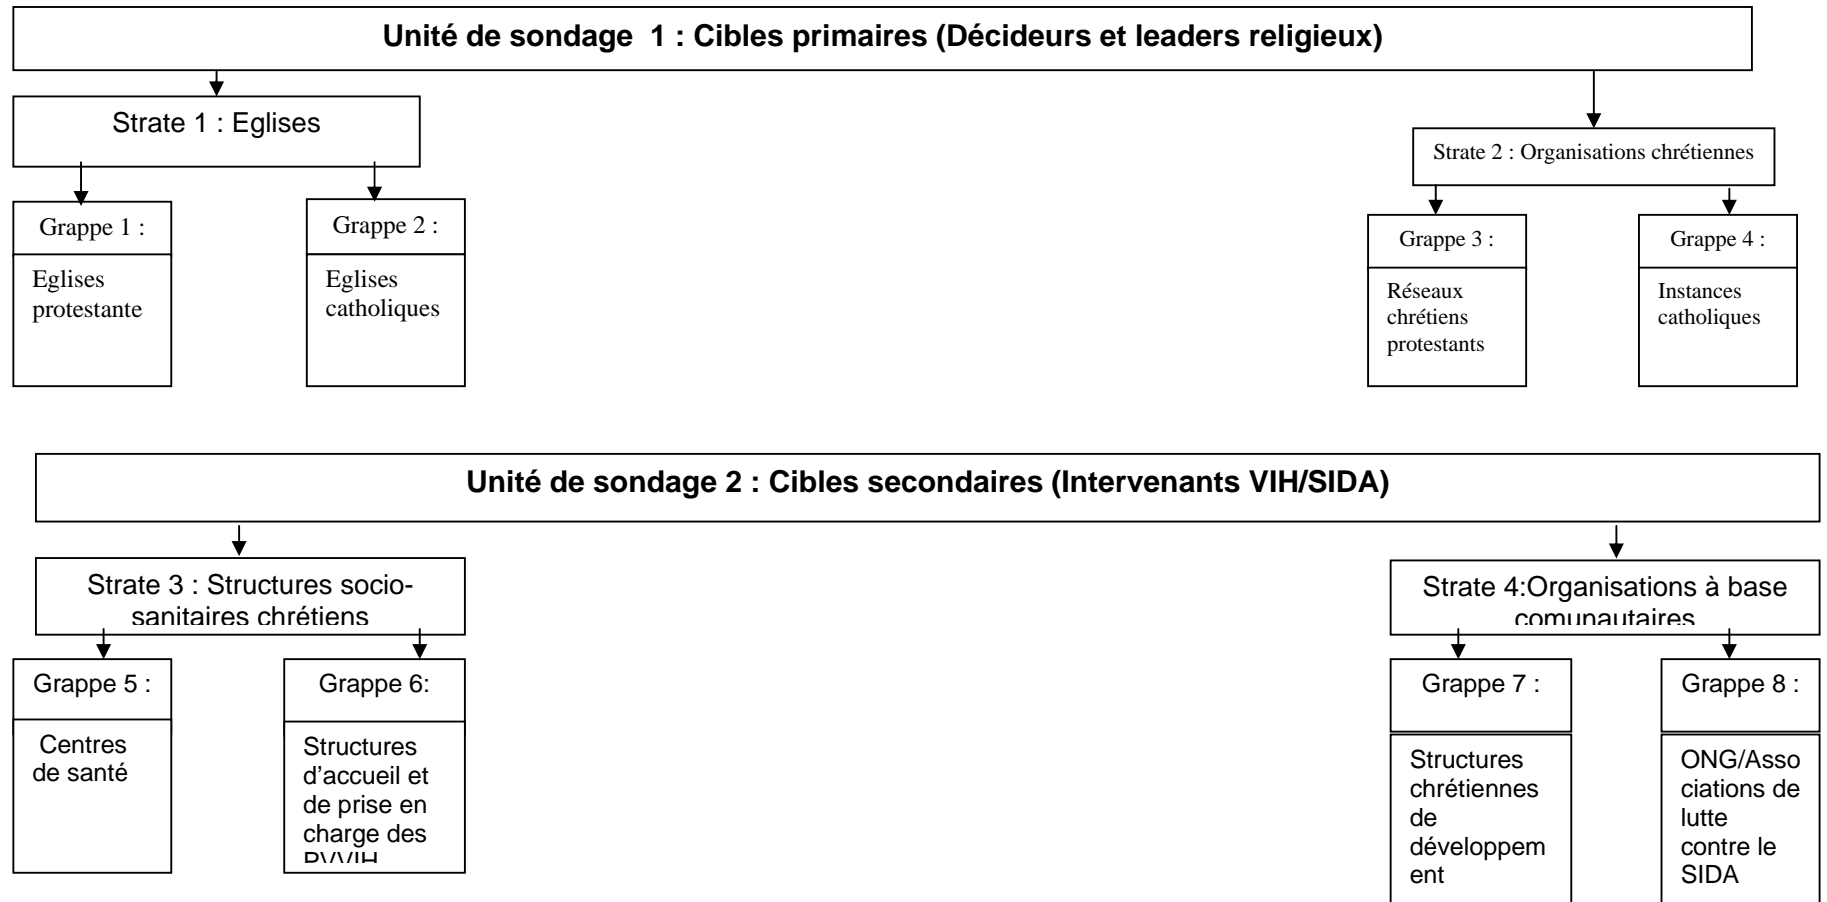 Unité de sondage 1 : Cibles primaires (Décideurs et leaders religieux)
Strate 1 : Eglises
Strate 2 : Organisations chrétiennes
Grappe 1 :
Eglises
protestante
Grappe 2 :
Eglises
catholiques
Grappe 3 :
Réseaux
chrétiens
protestants
Grappe 4 :
Instances
catholiques
Unité de sondage 2 : Cibles secondaires (Intervenants VIH/SIDA)
Strate 3 : Structures socio-
sanitaires chrétiens
Strate 4:Organisations à base
comunautaires
Grappe 5 :
Centres
de santé
Grappe 6:
Structures
d’accueil et
de prise en
charge des
PVVIH
Grappe 7 :
Structures
chrétiennes
de
développem
ent
Grappe 8 :
ONG/Asso
ciations de
lutte
contre le
SIDA